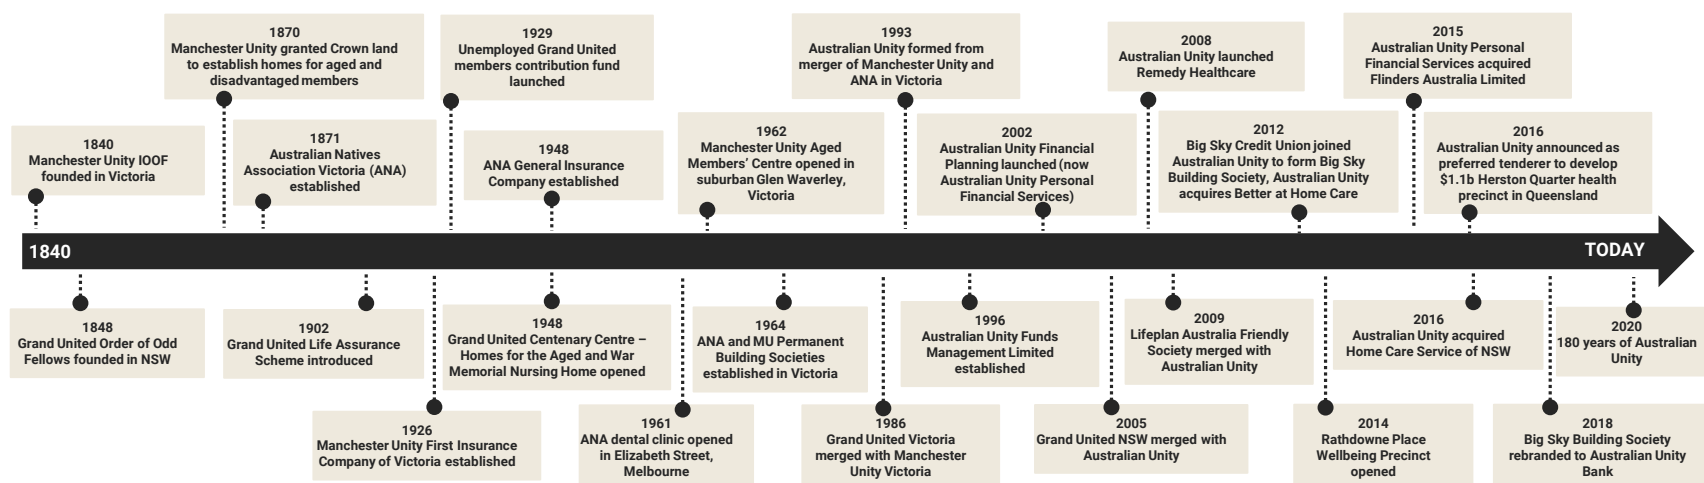 1870
Manchester Unity granted Crown land
to establish homes for aged and
disadvantaged members
1929
Unemployed Grand United
members contribution fund
launched
1993
Australian Unity formed from
merger of Manchester Unity and
ANA in Victoria
2008
Australian Unity launched
Remedy Healthcare
2015
Australian Unity Personal
Financial Services acquired
Flinders Australia Limited
1840
Manchester Unity IOOF
founded in Victoria
1871
Australian Natives
Association Victoria (ANA)
established
1948
ANA General Insurance
Company established
1962
Manchester Unity Aged
Members’ Centre opened in
suburban Glen Waverley,
Victoria
2002
Australian Unity Financial
Planning launched (now
Australian Unity Personal
Financial Services)
2012
Big Sky Credit Union joined
Australian Unity to form Big Sky
Building Society, Australian Unity
acquires Better at Home Care
2016
Australian Unity announced as
preferred tenderer to develop
$1.1b Herston Quarter health
precinct in Queensland
1840
TODAY
1848
Grand United Order of Odd
Fellows founded in NSW
1902
Grand United Life Assurance
Scheme introduced
1948
Grand United Centenary Centre –
Homes for the Aged and War
Memorial Nursing Home opened
1964
ANA and MU Permanent
Building Societies
established in Victoria
1996
Australian Unity Funds
Management Limited
established
2009
Lifeplan Australia Friendly
Society merged with
Australian Unity
2016
Australian Unity acquired
Home Care Service of NSW
2020
180 years of Australian
Unity
1926
Manchester Unity First Insurance
Company of Victoria established
1961
ANA dental clinic opened
in Elizabeth Street,
Melbourne
1986
Grand United Victoria
merged with Manchester
Unity Victoria
2005
Grand United NSW merged with
Australian Unity
2014
Rathdowne Place
Wellbeing Precinct
opened
2018
Big Sky Building Society
rebranded to Australian Unity
Bank